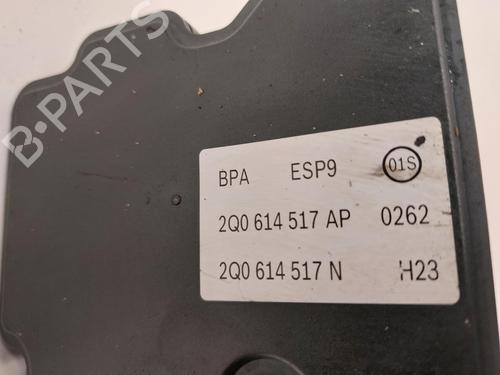 B-PARTS
BPA ESP9 01S
2Q0 614 517 AP 0262
2Q0 614 517 N H23